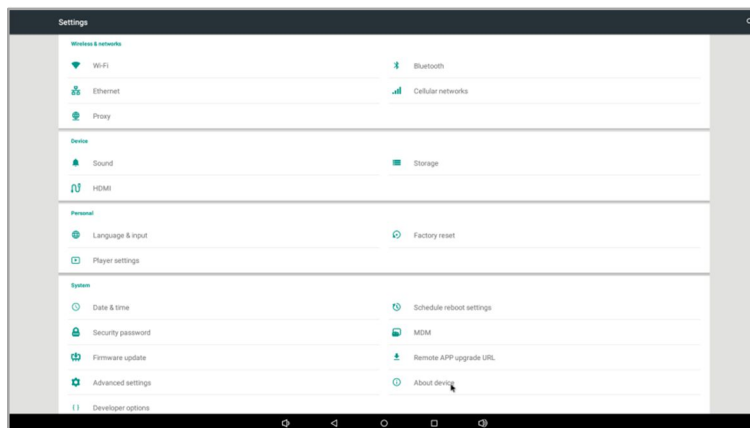 Settings
Wireless & networks
Wi-Fi
Bluetooth
Ethernet
Cellular networks
Proxy
Device
Sound
Storage
HDMI
Personal
Language & input
Factory reset
Player settings
System
Date & time
Schedule reboot settings
Security password
MDM
Firmware update
Remote APP upgrade URL
Advanced settings
About device
Developer options